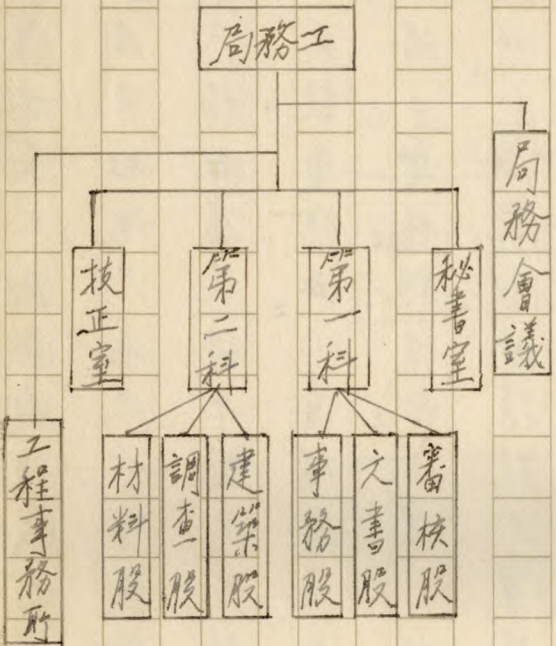 工務局
局務會議
秘書室
第一科
第二科
技正室
審核股
文書股
事務股
建築股
調查股
材料股
工程事務所